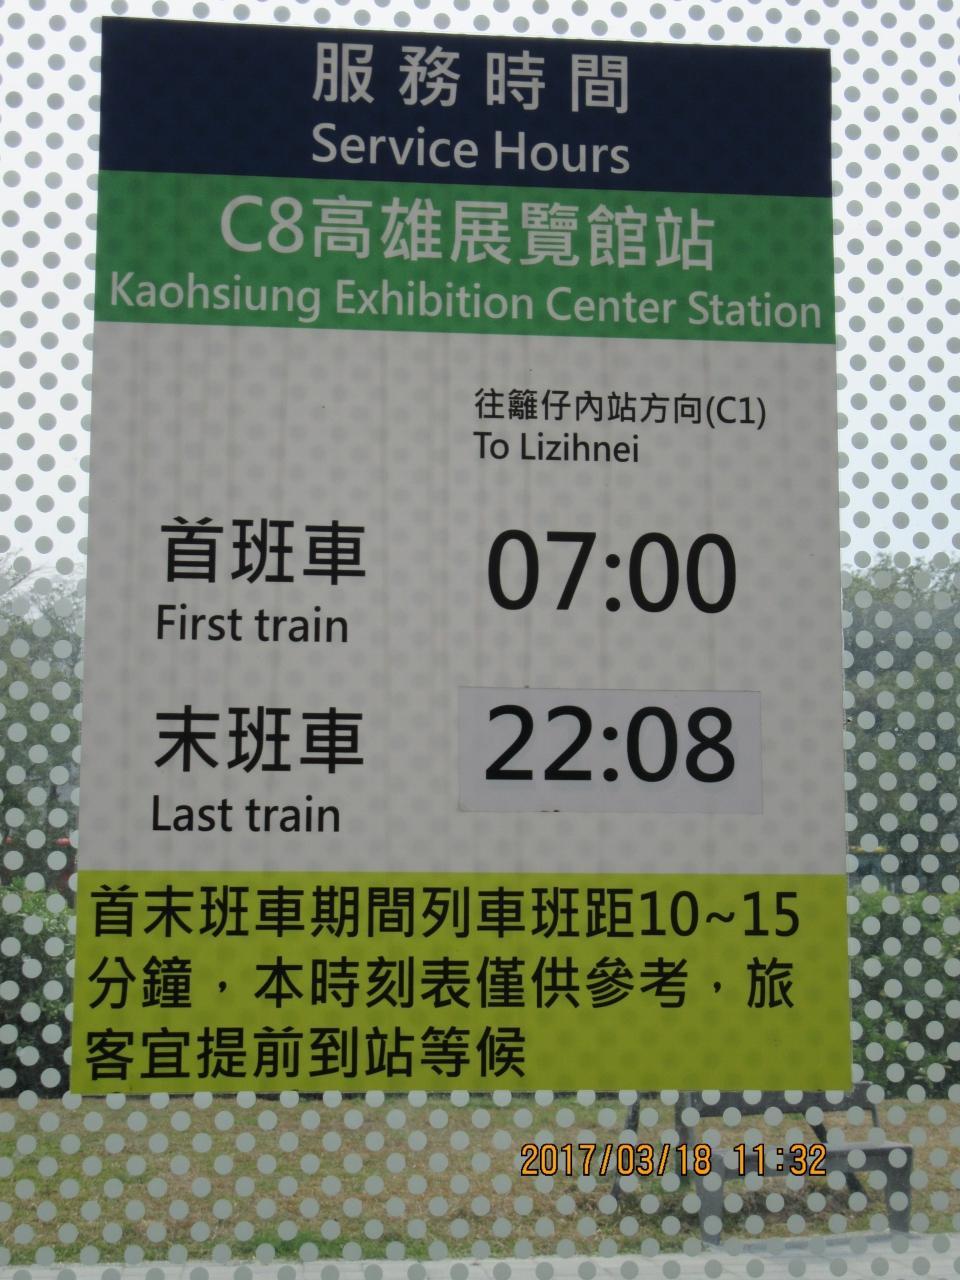 服務時間
Service Hours
C8高雄展覽館站
Kaohsiung Exhibition Center Station
往籬仔內站方向(C1)
To Lizihnei
首班車 07:00
First train
末班車 22:08
Last train
首末班車期間列車班距10~15
分鐘，本時刻表僅供參考，旅
客宜提前到站等候
2017/03/18 11:32